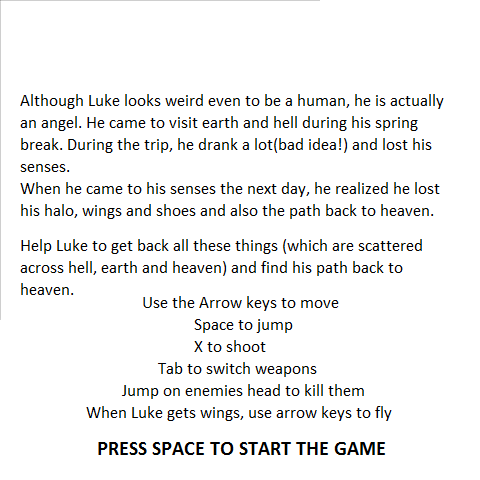 Although Luke looks weird even to be a human, he is actually
an angel. He came to visit earth and hell during his spring
break. During the trip, he drank a lot(bad idea!) and lost his
senses.
When he came to his senses the next day, he realized he lost
his halo, wings and shoes and also the path back to heaven.
Help Luke to get back all these things (which are scattered
across hell, earth and heaven) and find his path back to
heaven.
Use the Arrow keys to move
Space to jump
X to shoot
Tab to switch weapons
Jump on enemies head to kill them
When Luke gets wings, use arrow keys to fly
PRESS SPACE TO START THE GAME